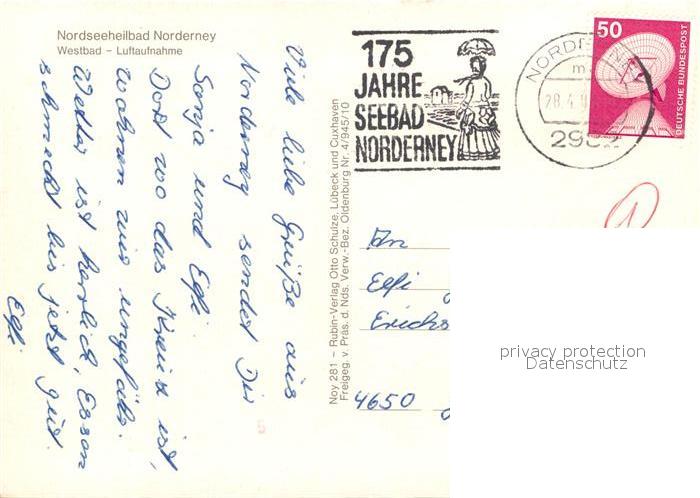 Nordseeheilbad Norderney
Westbad – Luftaufnahme
Viele liebe Grüße aus
Norderney sendet Dir
Sonja und Elfi.
Dort wo das Kreuz ist,
wohnen wir ungefähr.
Wetter ist herrlich, Essen
schmeckt bis jetzt gut.
Elfi
Noy 281 – Rubin-Verlag Otto Schulze, Lübeck und Cuxhaven
Freigeg. v. Präs. d. Nds. Verw.-Bez. Oldenburg Nr. 4/945/10
175
JAHRE
SEEBAD
NORDERNEY
28.4.
2982
50
DEUTSCHE BUNDESPOST
An
Elfi
Erichs
4650
privacy protection
Datenschutz